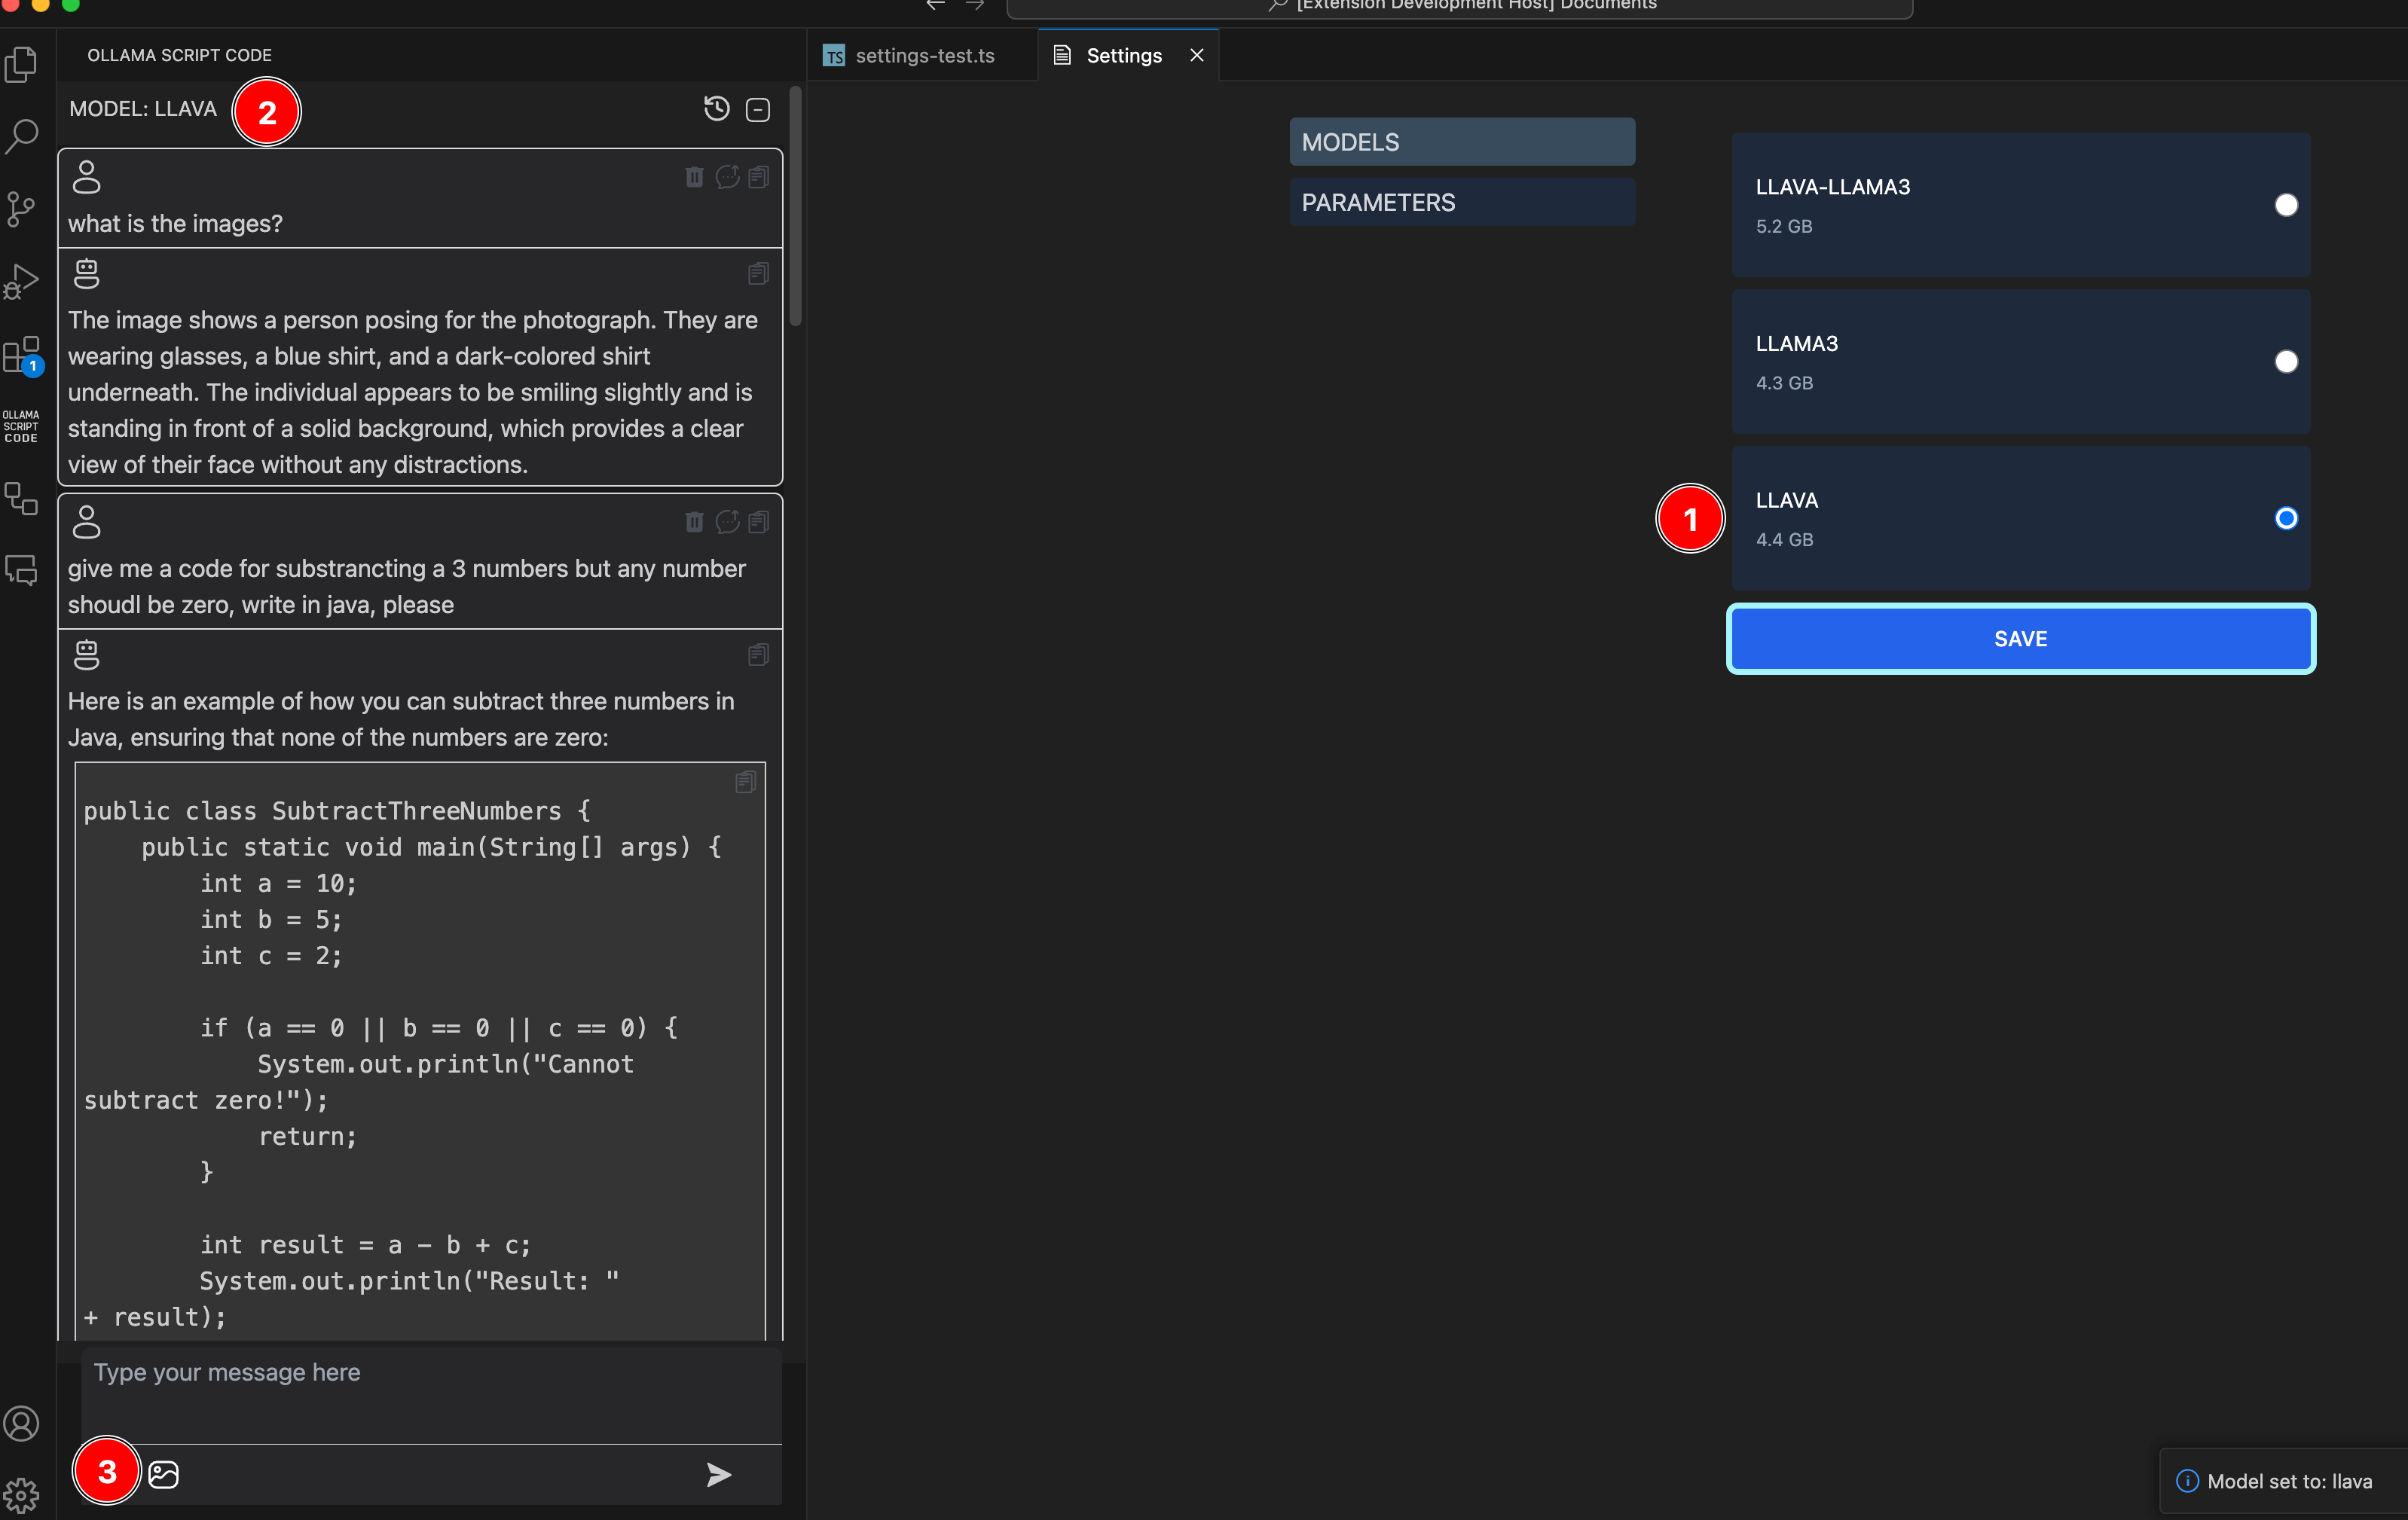 [Extension Development Host] Documents
OLLAMA SCRIPT CODE
TS settings-test.ts
Settings
MODEL: LLAVA
2
what is the images?
The image shows a person posing for the photograph. They are
wearing glasses, a blue shirt, and a dark-colored shirt
underneath. The individual appears to be smiling slightly and is
standing in front of a solid background, which provides a clear
view of their face without any distractions.
give me a code for substrancting a 3 numbers but any number
shoudl be zero, write in java, please
Here is an example of how you can subtract three numbers in
Java, ensuring that none of the numbers are zero:
public class SubtractThreeNumbers {
    public static void main(String[] args) {
        int a = 10;
        int b = 5;
        int c = 2;
        if (a == 0 || b == 0 || c == 0) {
            System.out.println("Cannot
subtract zero!");
            return;
        }
        int result = a - b + c;
        System.out.println("Result: "
+ result);
Type your message here
3
1
OLLAMA
SCRIPT
CODE
MODELS
PARAMETERS
LLAVA-LLAMA3
5.2 GB
LLAMA3
4.3 GB
1
LLAVA
4.4 GB
SAVE
Model set to: llava